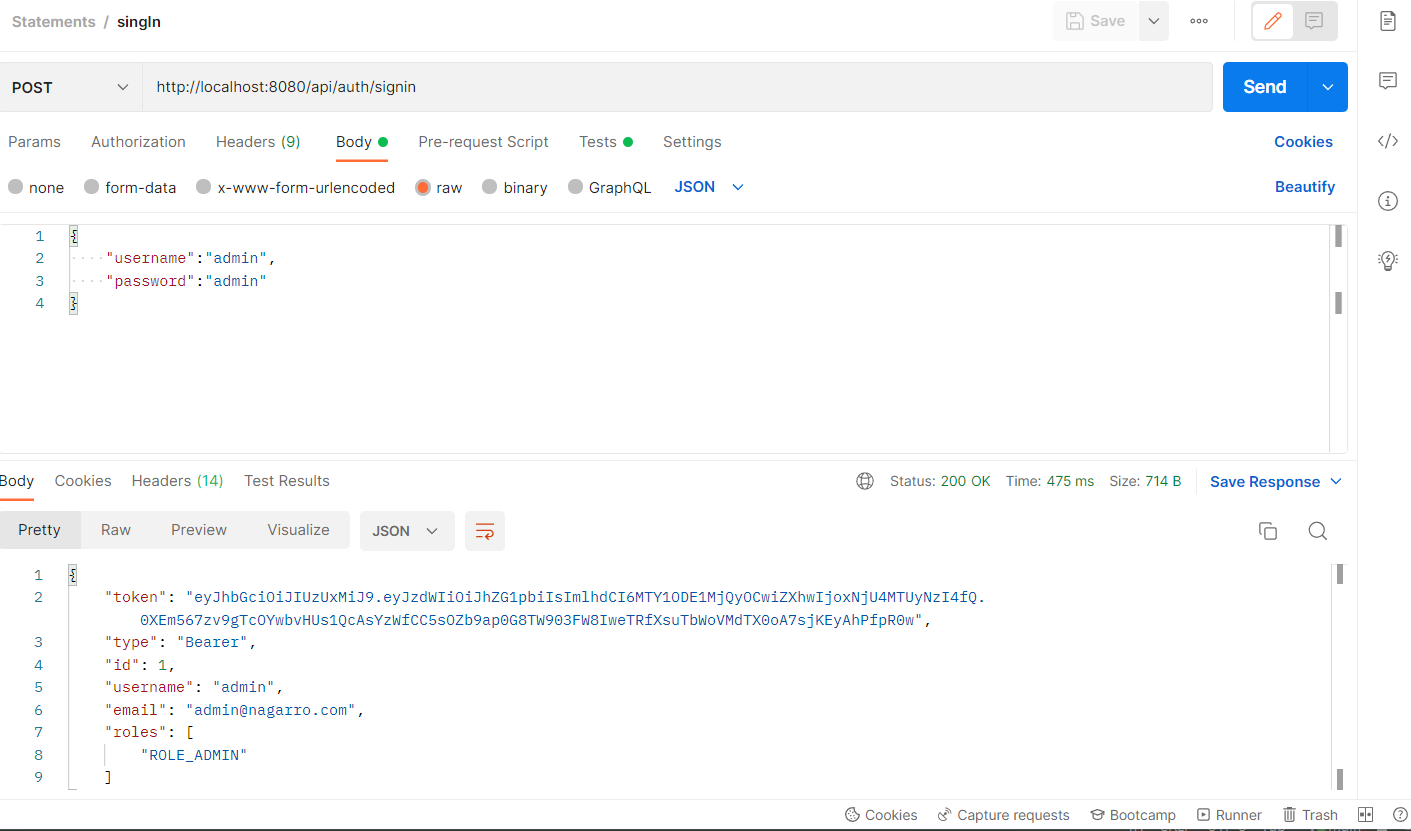 Statements / singIn
Save
POST http://localhost:8080/api/auth/signin Send
Params Authorization Headers (9) Body Pre-request Script Tests Settings Cookies
none form-data x-www-form-urlencoded raw binary GraphQL JSON Beautify
1 {
2 "username":"admin",
3 "password":"admin"
4 }
Body Cookies Headers (14) Test Results Status: 200 OK Time: 475 ms Size: 714 B Save Response
Pretty Raw Preview Visualize JSON
1 {
2 "token": "eyJhbGciOiJIUzUxMiJ9.eyJzdWIiOiJhZG1pbiIsImlhdCI6MTY1ODE1MjQyOCwiZXhwIjoxNjU4MTUyNzI4fQ.
0XEm567zv9gTcOYwbvHUs1QcAsYzWfCC5sOZb9ap0G8TW903FW8IweTRfXsuTbWoVMdTX0oA7sjKEyAhPfpR0w",
3 "type": "Bearer",
4 "id": 1,
5 "username": "admin",
6 "email": "admin@nagarro.com",
7 "roles": [
8 "ROLE_ADMIN"
9 ]
Cookies Capture requests Bootcamp Runner Trash